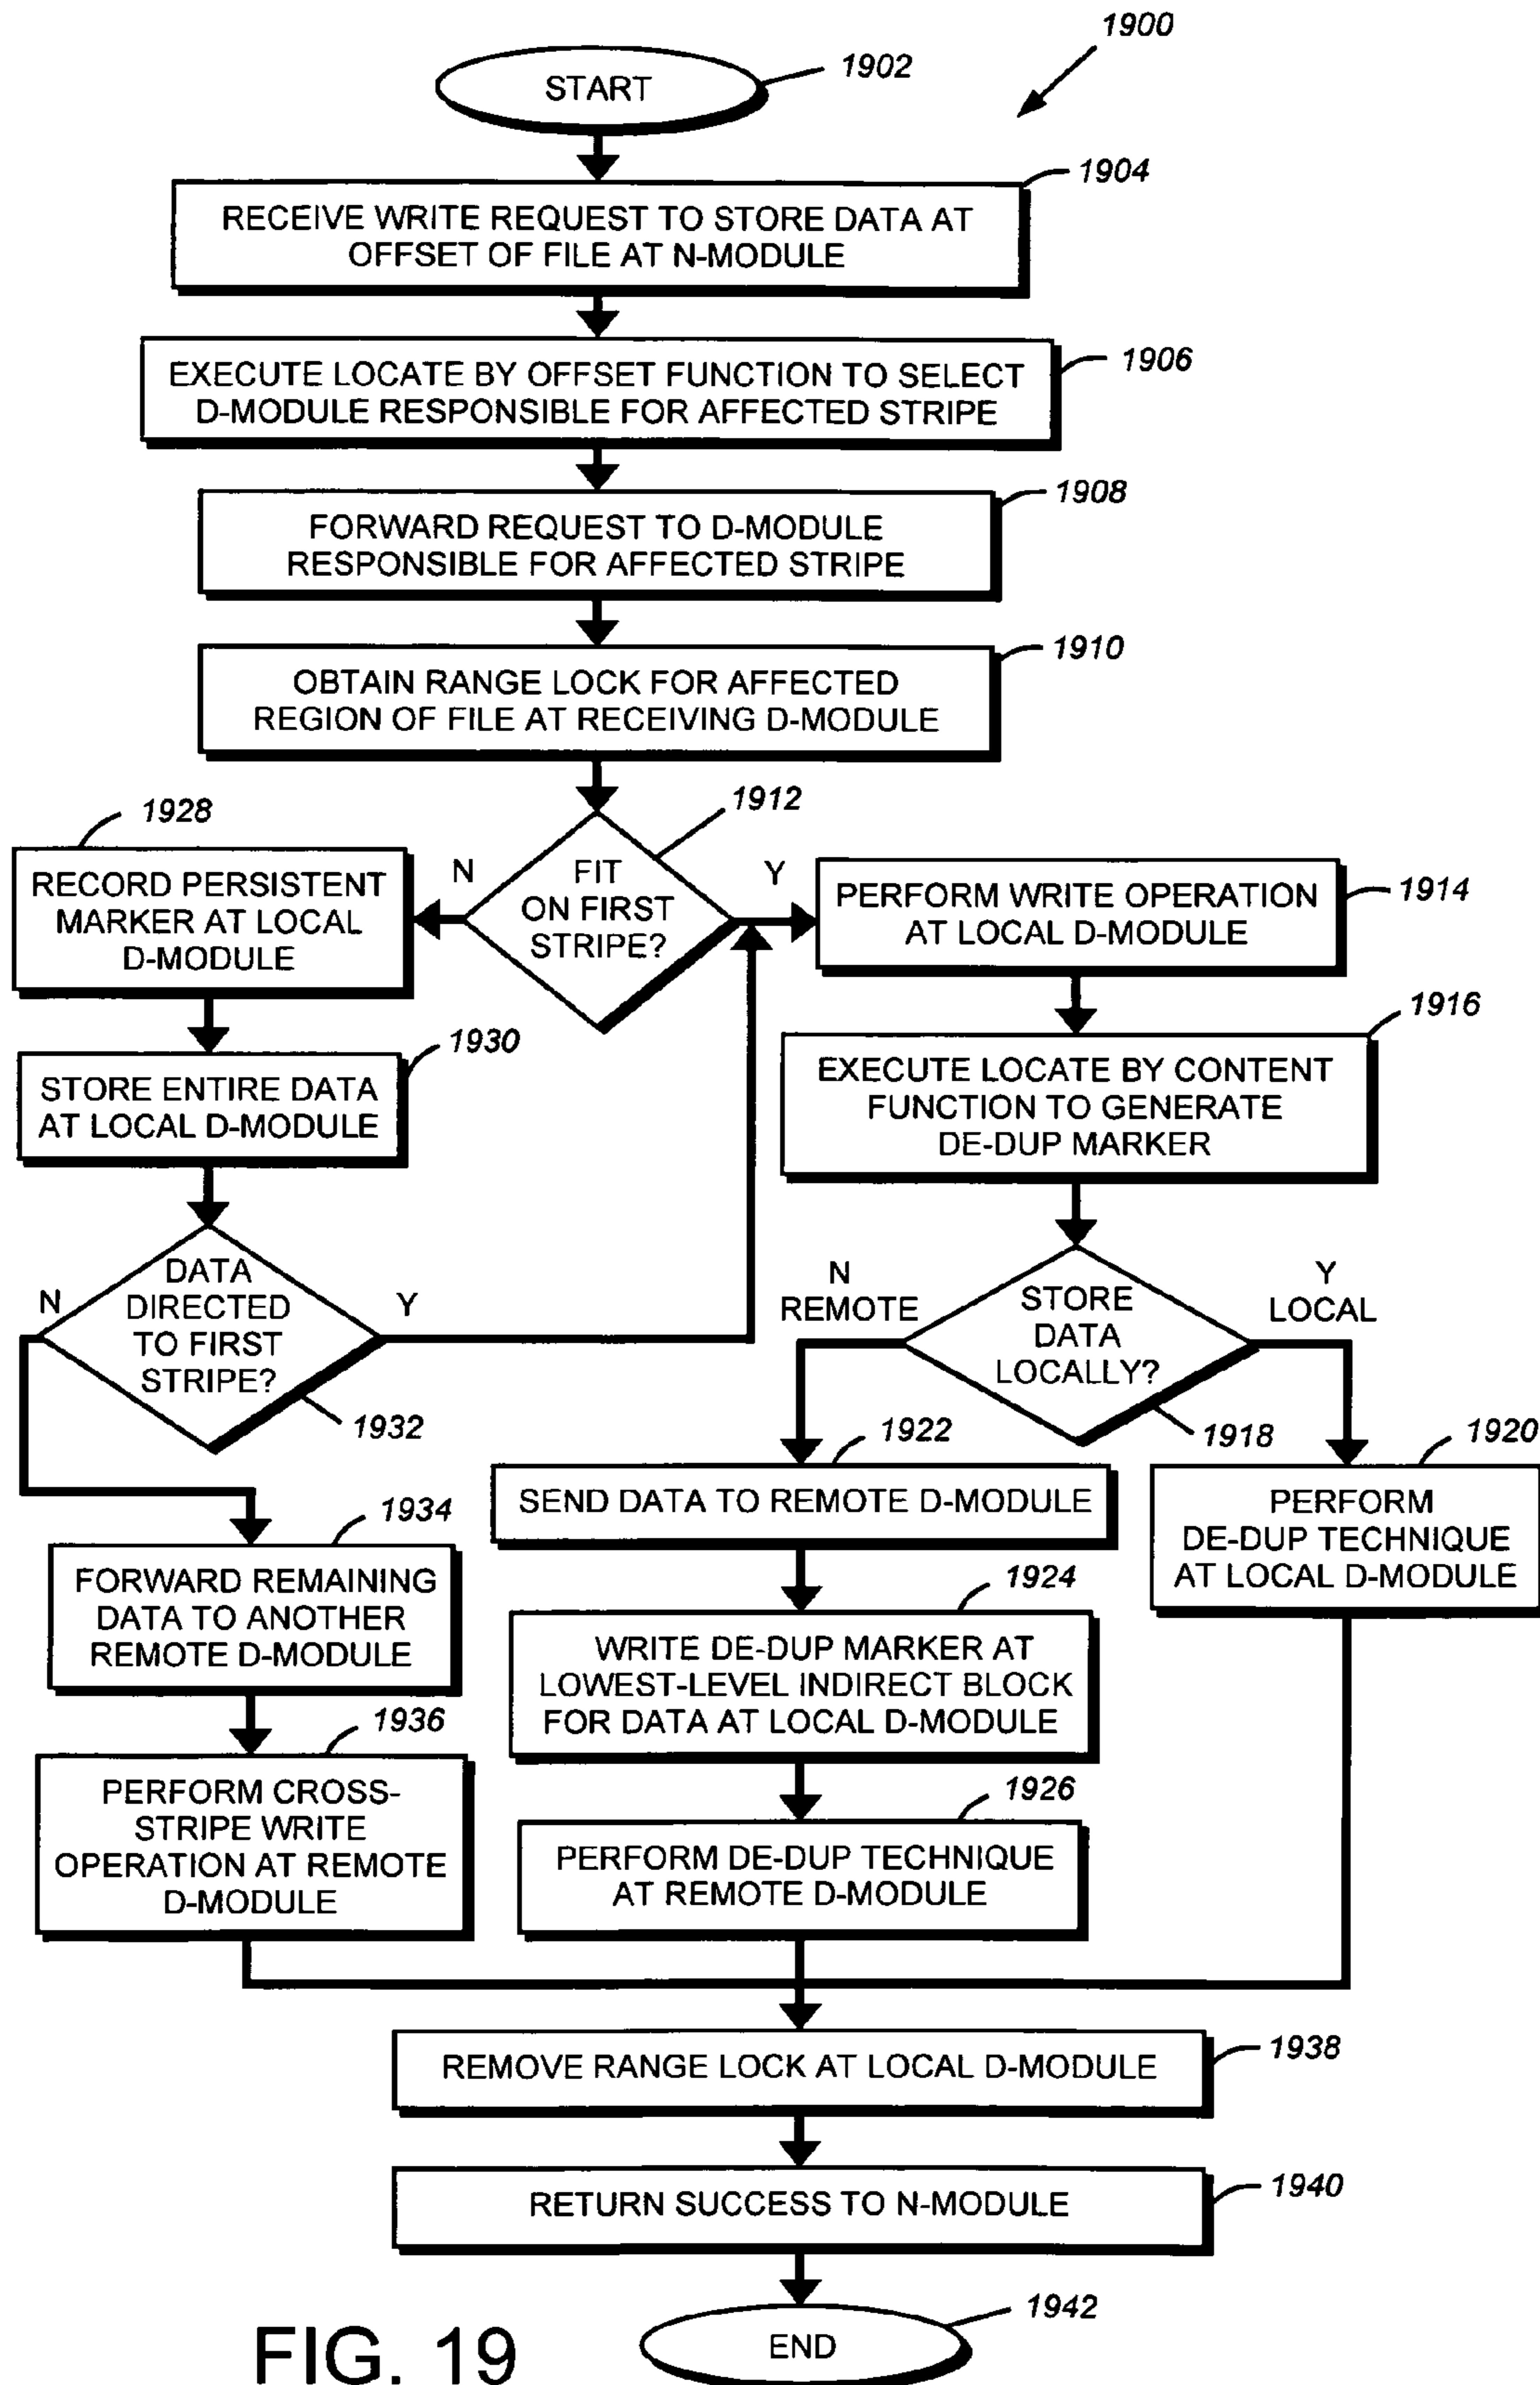 1900
START
1902
1904
RECEIVE WRITE REQUEST TO STORE DATA AT
OFFSET OF FILE AT N-MODULE
1906
EXECUTE LOCATE BY OFFSET FUNCTION TO SELECT
D-MODULE RESPONSIBLE FOR AFFECTED STRIPE
1908
FORWARD REQUEST TO D-MODULE
RESPONSIBLE FOR AFFECTED STRIPE
1910
OBTAIN RANGE LOCK FOR AFFECTED
REGION OF FILE AT RECEIVING D-MODULE
1912
FIT
ON FIRST
STRIPE?
N
Y
1928
RECORD PERSISTENT
MARKER AT LOCAL
D-MODULE
1914
PERFORM WRITE OPERATION
AT LOCAL D-MODULE
1930
STORE ENTIRE DATA
AT LOCAL D-MODULE
1916
EXECUTE LOCATE BY CONTENT
FUNCTION TO GENERATE
DE-DUP MARKER
DATA
DIRECTED
TO FIRST
STRIPE?
N
Y
1932
STORE
DATA
LOCALLY?
N
REMOTE
Y
LOCAL
1918
1922
SEND DATA TO REMOTE D-MODULE
1920
PERFORM
DE-DUP TECHNIQUE
AT LOCAL D-MODULE
1934
FORWARD REMAINING
DATA TO ANOTHER
REMOTE D-MODULE
1924
WRITE DE-DUP MARKER AT
LOWEST-LEVEL INDIRECT BLOCK
FOR DATA AT LOCAL D-MODULE
1936
PERFORM CROSS-
STRIPE WRITE
OPERATION AT REMOTE
D-MODULE
1926
PERFORM DE-DUP TECHNIQUE
AT REMOTE D-MODULE
1938
REMOVE RANGE LOCK AT LOCAL D-MODULE
1940
RETURN SUCCESS TO N-MODULE
1942
END
FIG. 19